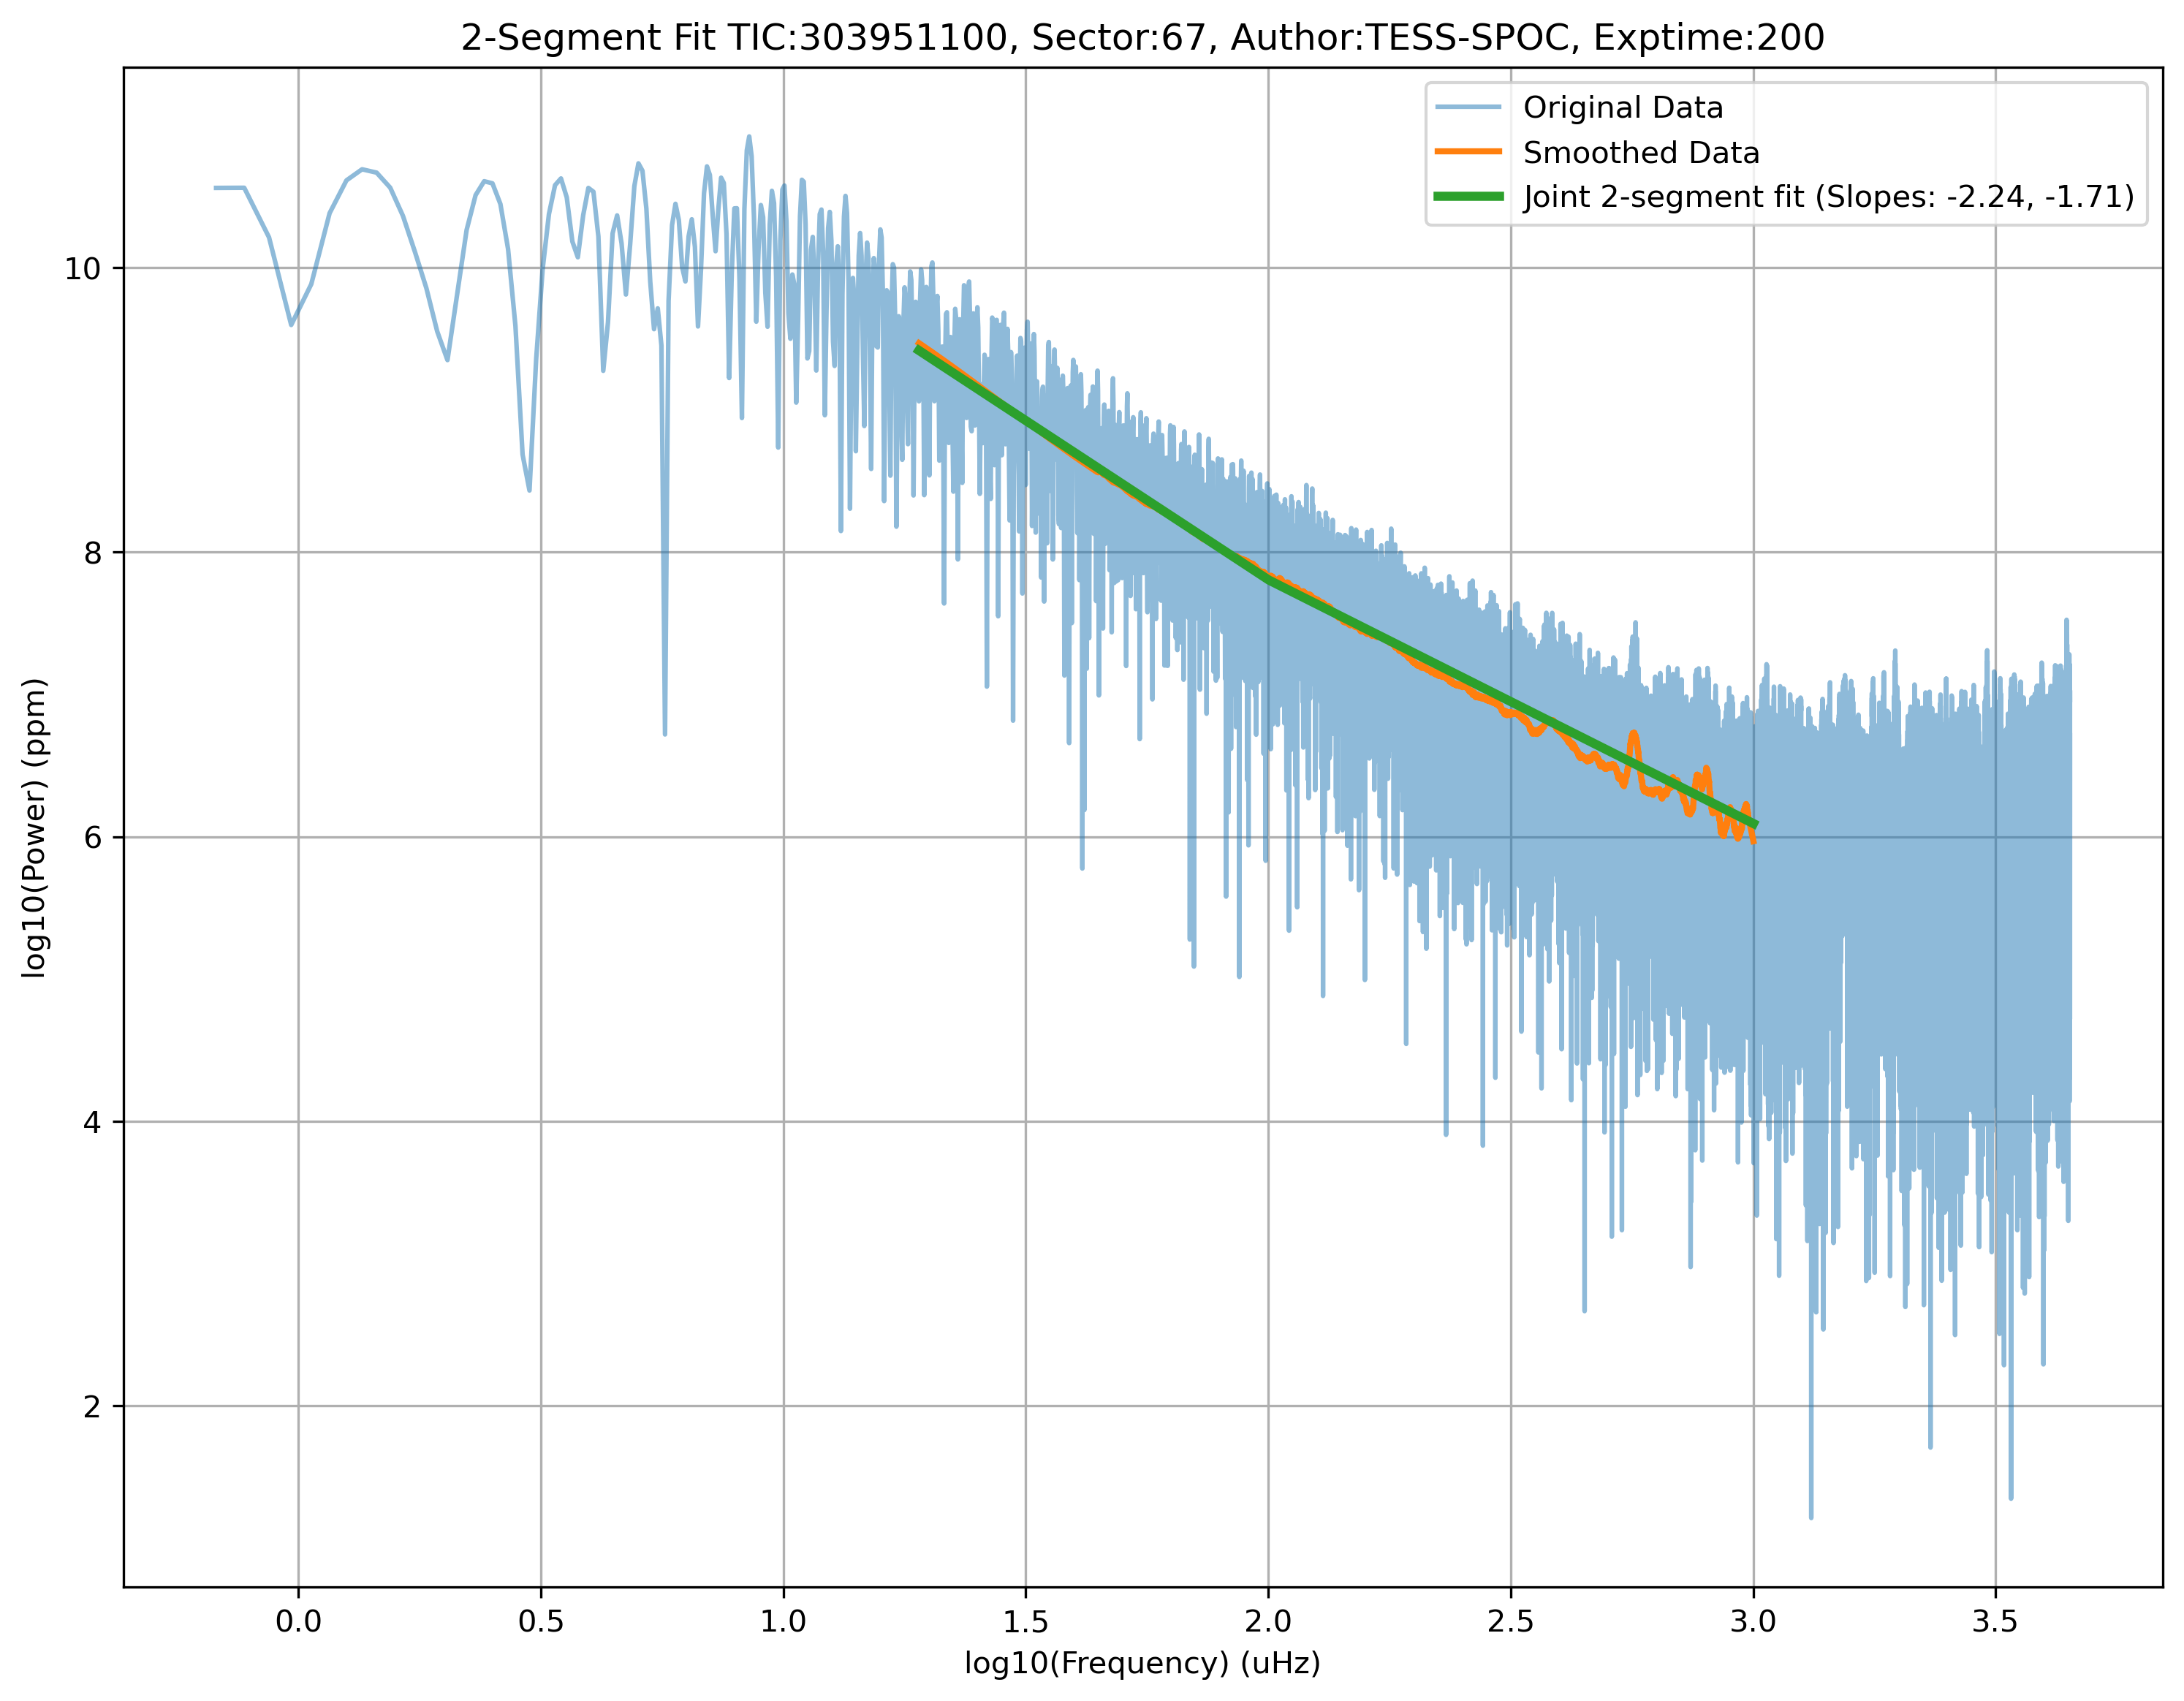 2-Segment Fit TIC:303951100, Sector:67, Author:TESS-SPOC, Exptime:200
Original Data
Smoothed Data
Joint 2-segment fit (Slopes: -2.24, -1.71)
log10(Power) (ppm)
10
8
6
4
2
0.0 0.5 1.0 1.5 2.0 2.5 3.0 3.5
log10(Frequency) (uHz)